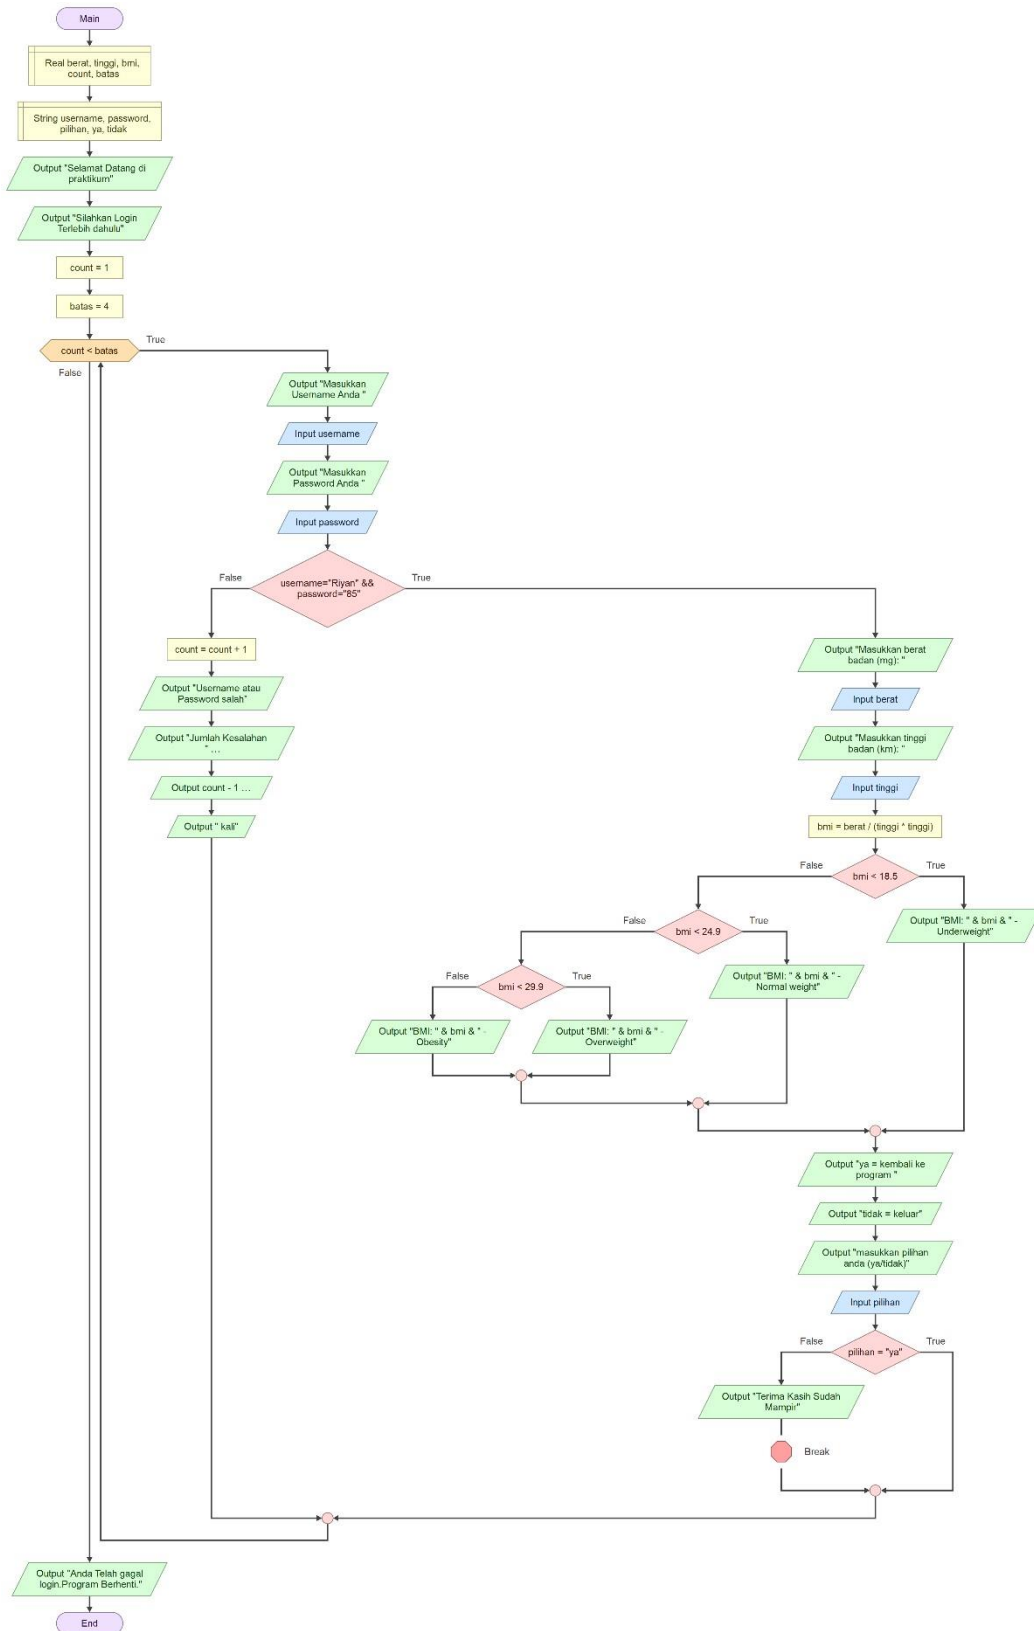 Main
Real berat, tinggi, bmi,
count, batas
String username, password,
pilihan, ya, tidak
Output "Selamat Datang di
praktikum"
Output "Silahkan Login
Terlebih dahulu"
count = 1
batas = 4
count < batas
True
False
Output "Masukkan
Username Anda "
Input username
Output "Masukkan
Password Anda "
Input password
username="Riyan" &&
password="85"
False
True
count = count + 1
Output "Username atau
Password salah"
Output "Jumlah Kesalahan
" ...
Output count - 1 ...
Output " kali"
Output "Masukkan berat
badan (mg): "
Input berat
Output "Masukkan tinggi
badan (km): "
Input tinggi
bmi = berat / (tinggi * tinggi)
bmi < 18.5
False
True
Output "BMI: " & bmi & " -
Underweight"
bmi < 24.9
False
True
Output "BMI: " & bmi & " -
Normal weight"
bmi < 29.9
False
True
Output "BMI: " & bmi & " -
Obesity"
Output "BMI: " & bmi & " -
Overweight"
Output "ya = kembali ke
program "
Output "tidak = keluar"
Output "masukkan pilihan
anda (ya/tidak)"
Input pilihan
pilihan = "ya"
False
True
Output "Terima Kasih Sudah
Mampir"
Break
Output "Anda Telah gagal
login.Program Berhenti."
End